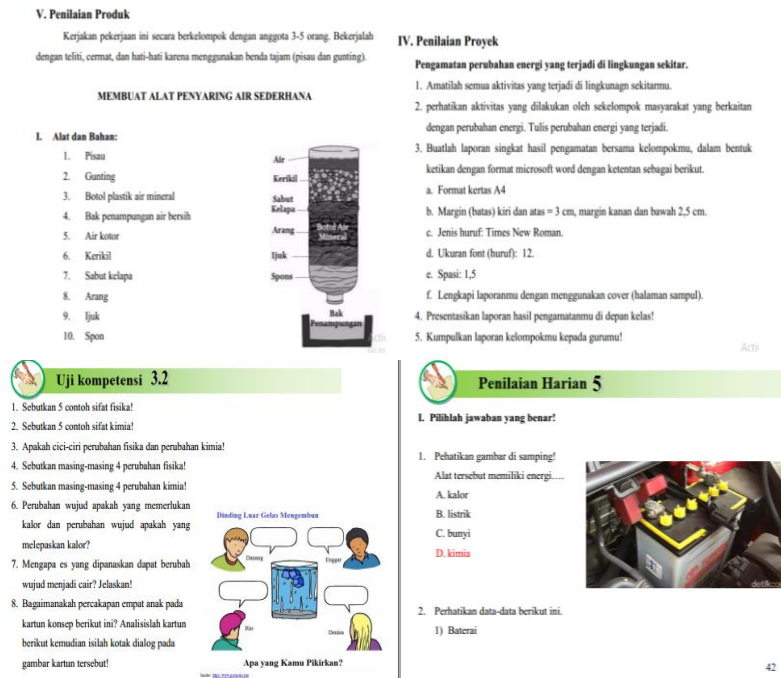 V. Penilaian Produk
Kerjakan pekerjaan ini secara berkelompok dengan anggota 3-5 orang. Bekerjalah
dengan teliti, cermat, dan hati-hati karena menggunakan benda tajam (pisau dan gunting).
MEMBUAT ALAT PENYARING AIR SEDERHANA
I. Alat dan Bahan:
1. Pisau
2. Gunting
3. Botol plastik air mineral
4. Bak penampungan air bersih
5. Air kotor
6. Kerikil
7. Sabut kelapa
8. Arang
9. Ijuk
10. Spon
Air
Kerikil
Sabut
Kelapa
Arang
Botol Air
Mineral
Ijuk
Spons
Bak
Penampungan
IV. Penilaian Proyek
Pengamatan perubahan energi yang terjadi di lingkungan sekitar.
1. Amatilah semua aktivitas yang terjadi di lingkunagn sekitarmu.
2. perhatikan aktivitas yang dilakukan oleh sekelompok masyarakat yang berkaitan
dengan perubahan energi. Tulis perubahan energi yang terjadi.
3. Buatlah laporan singkat hasil pengamatan bersama kelompokmu, dalam bentuk
ketikan dengan format microsoft word dengan ketentan sebagai berikut.
a. Format kertas A4
b. Margin (batas) kiri dan atas = 3 cm, margin kanan dan bawah 2,5 cm.
c. Jenis huruf: Times New Roman.
d. Ukuran font (huruf): 12.
e. Spasi: 1,5
f. Lengkapi laporanmu dengan menggunakan cover (halaman sampul).
4. Presentasikan laporan hasil pengamatanmu di depan kelas!
5. Kumpulkan laporan kelompokmu kepada gurumu!
Uji kompetensi 3.2
1. Sebutkan 5 contoh sifat fisika!
2. Sebutkan 5 contoh sifat kimia!
3. Apakah cici-ciri perubahan fisika dan perubahan kimia!
4. Sebutkan masing-masing 4 perubahan fisika!
5. Sebutkan masing-masing 4 perubahan kimia!
6. Perubahan wujud apakah yang memerlukan
kalor dan perubahan wujud apakah yang
melepaskan kalor?
7. Mengapa es yang dipanaskan dapat berubah
wujud menjadi cair? Jelaskan!
8. Bagaimanakah percakapan empat anak pada
kartun konsep berikut ini? Analisislah kartun
berikut kemudian isilah kotak dialog pada
gambar kartun tersebut!
Dinding Luar Gelas Mengembun
Rio
Apa yang Kamu Pikirkan?
Penilaian Harian 5
I. Pilihlah jawaban yang benar!
1. Pehatikan gambar di samping!
Alat tersebut memiliki energi....
A. kalor
B. listrik
C. bunyi
D. kimia
2. Perhatikan data-data berikut ini.
1) Baterai
42